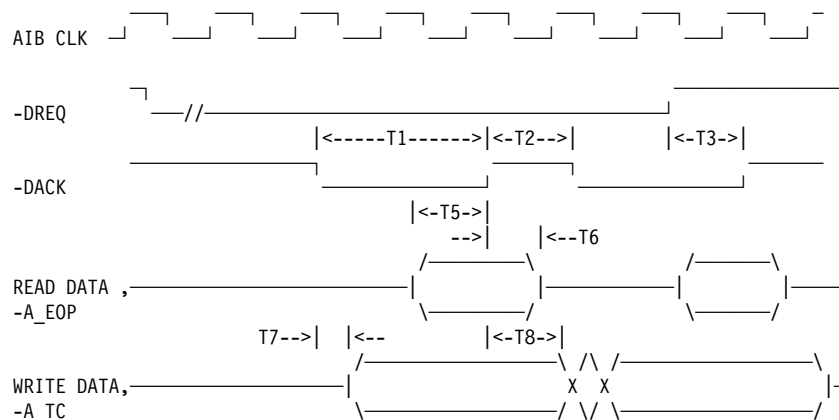 AIB CLK
-DREQ
//
|<-----T1------>|<-T2-->| |<-T3->|
-DACK
|<-T5->|
-->| |<--T6
READ DATA ,
-A_EOP
T7-->| |<-- |<-T8->|
WRITE DATA,
X X
-A TC